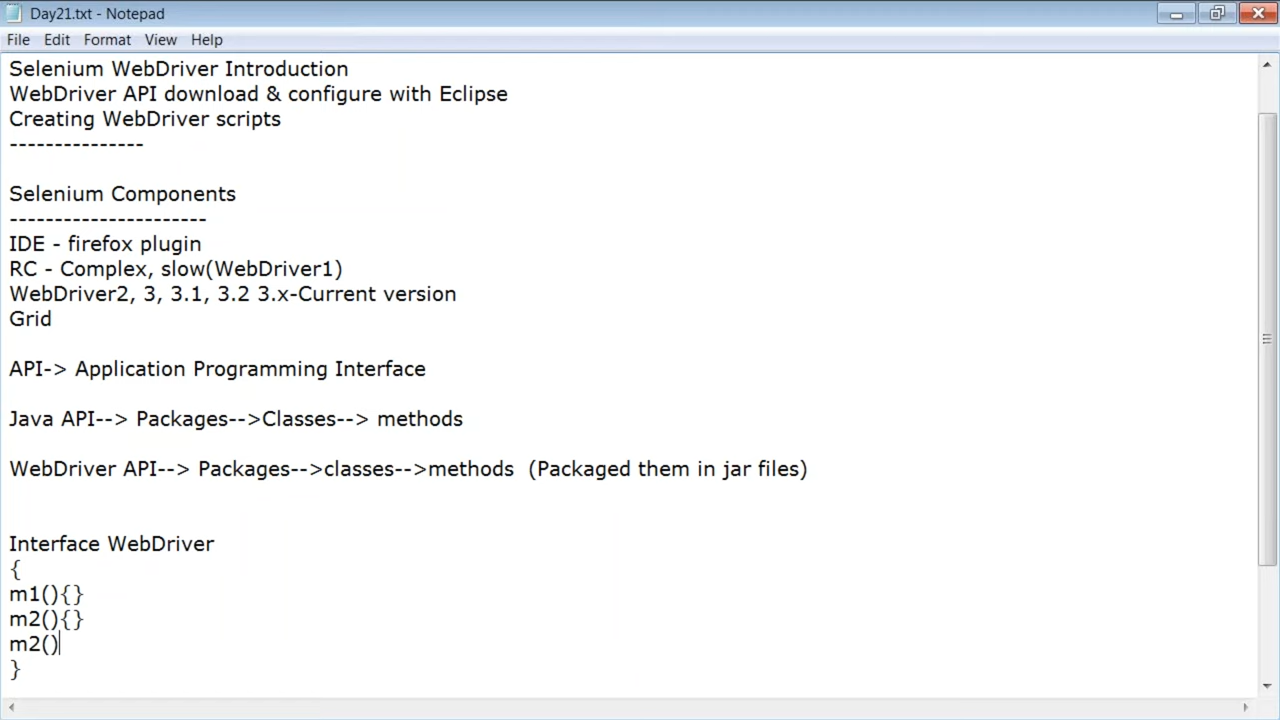 Day21.txt - Notepad
File Edit Format View Help
Selenium WebDriver Introduction
WebDriver API download & configure with Eclipse
Creating WebDriver scripts
---------------
Selenium Components
----------------------
IDE - firefox plugin
RC - Complex, slow(WebDriver1)
WebDriver2, 3, 3.1, 3.2 3.x-Current version
Grid
API-> Application Programming Interface
Java API--> Packages-->Classes--> methods
WebDriver API--> Packages-->classes-->methods  (Packaged them in jar files)
Interface WebDriver
{
m1(){}
m2(){}
m2()
}